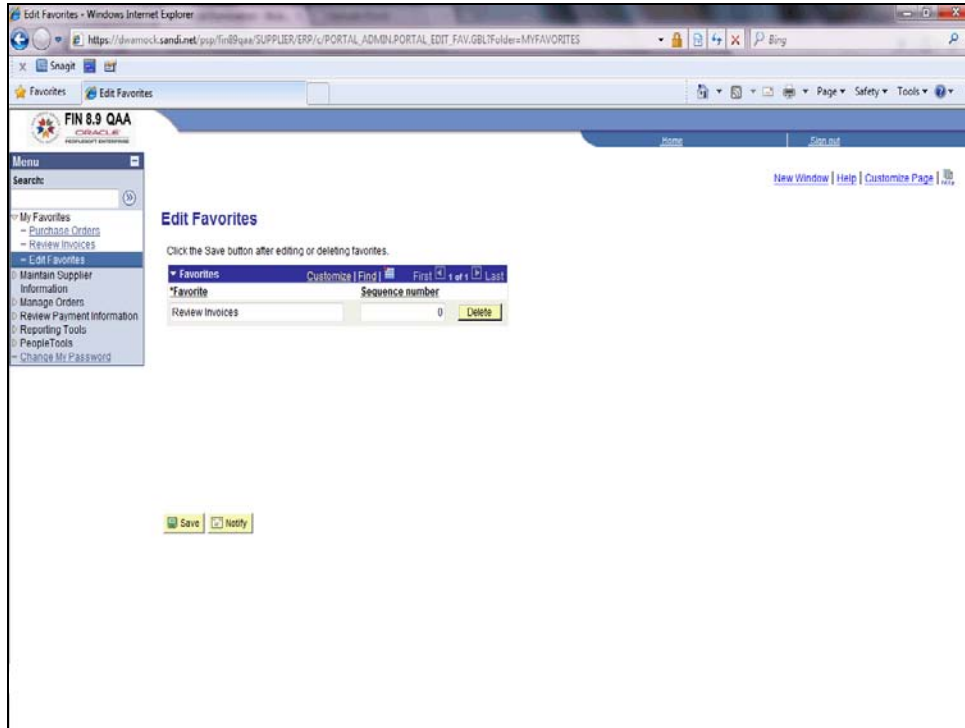 Edit Favorites - Windows Internet Explorer
https://dwarnock.sandi.net/psp/fin89qaa/SUPPLIER/ERP/c/PORTAL_ADMIN.PORTAL_EDIT_FAV.GBL?Folder=MYFAVORITES
Bing
x Snagit
Favorites Edit Favorites
Page Safety Tools
FIN 8.9 QAA
ORACLE
PEOPLESOFT ENTERPRISE
Home Sign out
Menu
Search:
New Window | Help | Customize Page |
My Favorites
– Purchase Orders
– Review Invoices
– Edit Favorites
Maintain Supplier
Information
Manage Orders
Review Payment Information
Reporting Tools
PeopleTools
– Change My Password
Edit Favorites
Click the Save button after editing or deleting favorites.
Favorites Customize | Find | First 1 of 1 Last
*Favorite Sequence number
Review Invoices 0 Delete
Save Notify